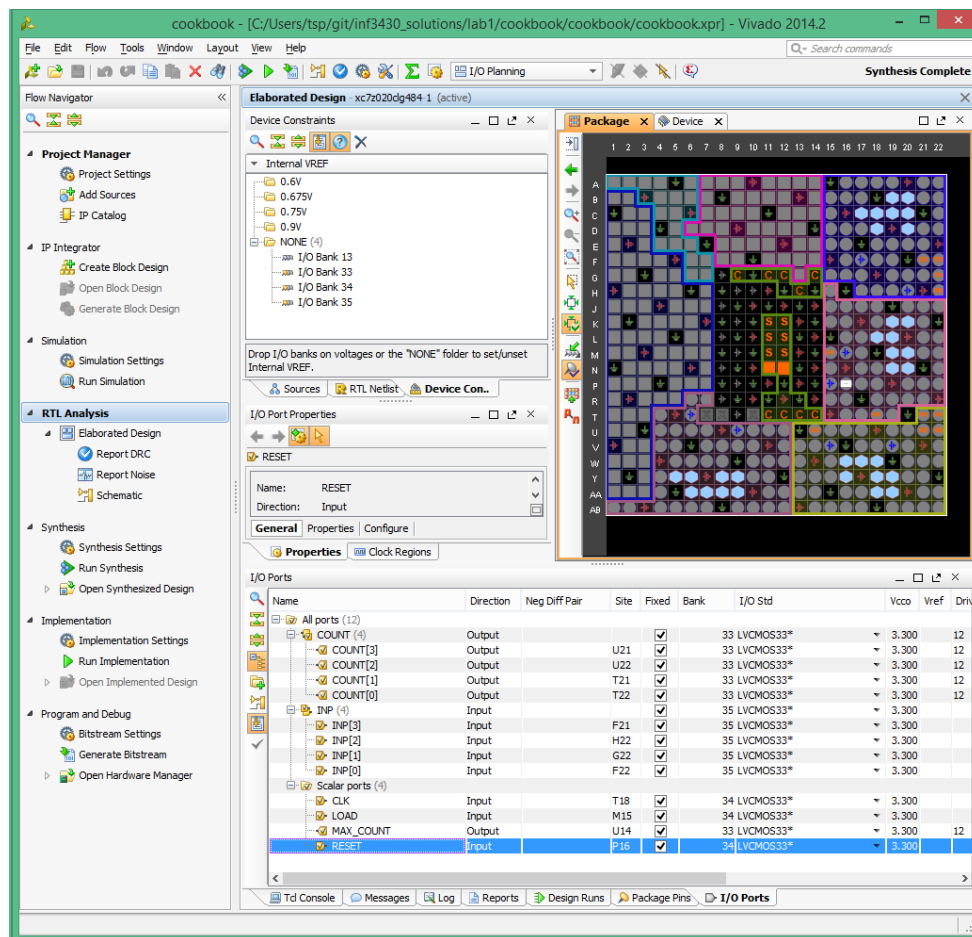 cookbook - [C:/Users/tsp/git/inf3430_solutions/lab1/cookbook/cookbook/cookbook.xpr] - Vivado 2014.2
File Edit Flow Tools Window Layout View Help
Q- Search commands
I/O Planning
Synthesis Complete
Flow Navigator
Project Manager
Project Settings
Add Sources
IP Catalog
IP Integrator
Create Block Design
Open Block Design
Generate Block Design
Simulation
Simulation Settings
Run Simulation
RTL Analysis
Elaborated Design
Report DRC
Report Noise
Schematic
Synthesis
Synthesis Settings
Run Synthesis
Open Synthesized Design
Implementation
Implementation Settings
Run Implementation
Open Implemented Design
Program and Debug
Bitstream Settings
Generate Bitstream
Open Hardware Manager
Elaborated Design - xc7z020clg484-1 (active)
Device Constraints
Internal VREF
0.6V
0.675V
0.75V
0.9V
NONE (4)
I/O Bank 13
I/O Bank 33
I/O Bank 34
I/O Bank 35
Drop I/O banks on voltages or the "NONE" folder to set/unset
Internal VREF.
Sources RTL Netlist Device Con..
I/O Port Properties
RESET
Name: RESET
Direction: Input
General Properties Configure
Properties Clock Regions
Package Device
1 2 3 4 5 6 7 8 9 10 11 12 13 14 15 16 17 18 19 20 21 22
A
B
C
D
E
F
G C C C C
H C
J
K S S
L S
M S S
N
P
R
T C C C C
U
V
W
Y
AA
AB
I/O Ports
Name Direction Neg Diff Pair Site Fixed Bank I/O Std Vcco Vref Driv
All ports (12)
COUNT (4) Output 33 LVCMOS33* 3.300 12
COUNT[3] Output U21 33 LVCMOS33* 3.300 12
COUNT[2] Output U22 33 LVCMOS33* 3.300 12
COUNT[1] Output T21 33 LVCMOS33* 3.300 12
COUNT[0] Output T22 33 LVCMOS33* 3.300 12
INP (4) Input 35 LVCMOS33* 3.300
INP[3] Input F21 35 LVCMOS33* 3.300
INP[2] Input H22 35 LVCMOS33* 3.300
INP[1] Input G22 35 LVCMOS33* 3.300
INP[0] Input F22 35 LVCMOS33* 3.300
Scalar ports (4)
CLK Input T18 34 LVCMOS33* 3.300
LOAD Input M15 34 LVCMOS33* 3.300
MAX_COUNT Output U14 33 LVCMOS33* 3.300 12
RESET Input P16 34 LVCMOS33* 3.300
Tcl Console Messages Log Reports Design Runs Package Pins I/O Ports